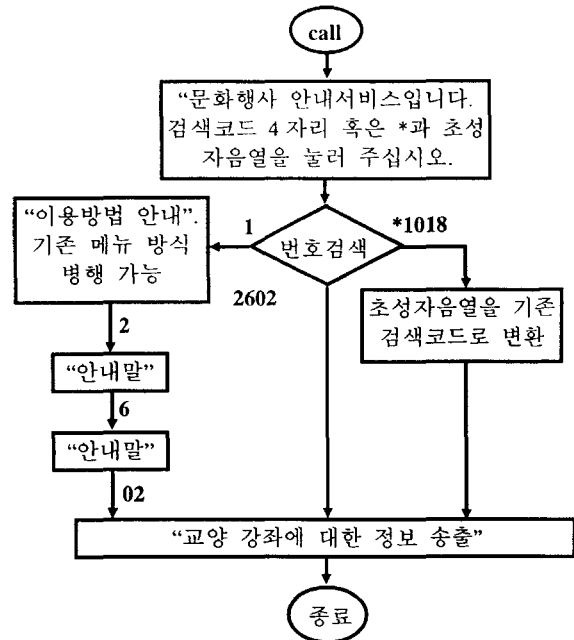 call
“문화행사 안내서비스입니다.
검색코드 4 자리 혹은 *과 초성
자음열을 눌러 주십시오.
“이용방법 안내”.
기존 메뉴 방식
병행 가능
1
번호검색
*1018
2602
초성자음열을 기존
검색코드로 변환
2
“안내말”
6
“안내말”
02
“교양 강좌에 대한 정보 송출”
종료